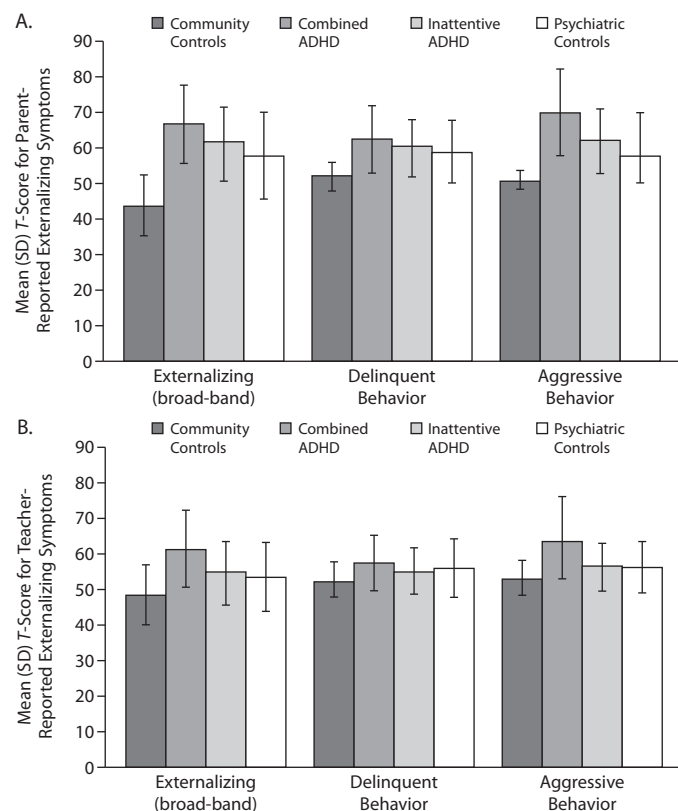 A.
Community Controls
Combined ADHD
Inattentive ADHD
Psychiatric Controls
Mean (SD) T-Score for Parent-
Reported Externalizing Symptoms
90
80
70
60
50
40
30
20
10
0
Externalizing (broad-band)
Delinquent Behavior
Aggressive Behavior
B.
Community Controls
Combined ADHD
Inattentive ADHD
Psychiatric Controls
Mean (SD) T-Score for Teacher-
Reported Externalizing Symptoms
90
80
70
60
50
40
30
20
10
0
Externalizing (broad-band)
Delinquent Behavior
Aggressive Behavior